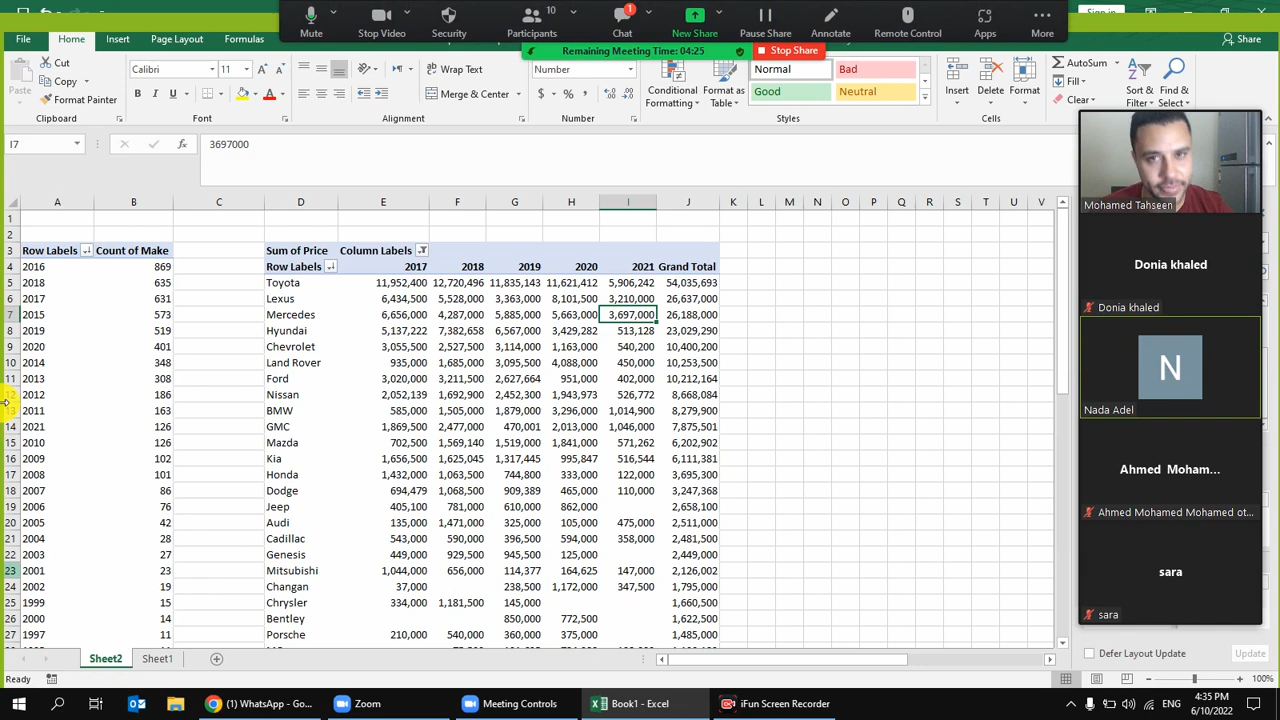 Mute
Stop Video
Security
Participants
10
Chat
1
New Share
Pause Share
Annotate
Remote Control
Apps
More
Remaining Meeting Time: 04:25
Stop Share
Sign in
File
Home
Insert
Page Layout
Formulas
Share
Paste
Cut
Copy
Format Painter
Clipboard
Calibri
11
B I U
Font
Wrap Text
Merge & Center
Alignment
Number
Number
Conditional Formatting
Format as Table
Normal
Bad
Good
Neutral
Styles
Insert
Delete
Format
Cells
AutoSum
Fill
Clear
Sort & Filter
Find & Select
I7
fx
3697000
A B C D E F G H I J K L M N O P Q R S T U V
1
2
3 Row Labels Count of Make Sum of Price Column Labels
4 2016 869 Row Labels 2017 2018 2019 2020 2021 Grand Total
5 2018 635 Toyota 11,952,400 12,720,496 11,835,143 11,621,412 5,906,242 54,035,693
6 2017 631 Lexus 6,434,500 5,528,000 3,363,000 8,101,500 3,210,000 26,637,000
7 2015 573 Mercedes 6,656,000 4,287,000 5,885,000 5,663,000 3,697,000 26,188,000
8 2019 519 Hyundai 5,137,222 7,382,658 6,567,000 3,429,282 513,128 23,029,290
9 2020 401 Chevrolet 3,055,500 2,527,500 3,114,000 1,163,000 540,200 10,400,200
10 2014 348 Land Rover 935,000 1,685,000 3,095,500 4,088,000 450,000 10,253,500
11 2013 308 Ford 3,020,000 3,211,500 2,627,664 951,000 402,000 10,212,164
12 2012 186 Nissan 2,052,139 1,692,900 2,452,300 1,943,973 526,772 8,668,084
13 2011 163 BMW 585,000 1,505,000 1,879,000 3,296,000 1,014,900 8,279,900
14 2021 126 GMC 1,869,500 2,477,000 470,001 2,013,000 1,046,000 7,875,501
15 2010 126 Mazda 702,500 1,569,140 1,519,000 1,841,000 571,262 6,202,902
16 2009 102 Kia 1,656,500 1,625,045 1,317,445 995,847 516,544 6,111,381
17 2008 101 Honda 1,432,000 1,063,500 744,800 333,000 122,000 3,695,300
18 2007 86 Dodge 694,479 1,068,500 909,389 465,000 110,000 3,247,368
19 2006 76 Jeep 405,100 781,000 610,000 862,000 2,658,100
20 2005 42 Audi 135,000 1,471,000 325,000 105,000 475,000 2,511,000
21 2004 28 Cadillac 543,000 590,000 396,500 594,000 358,000 2,481,500
22 2003 27 Genesis 449,000 929,500 945,500 125,000 2,449,000
23 2001 23 Mitsubishi 1,044,000 656,000 114,377 164,625 147,000 2,126,002
24 2002 19 Changan 37,000 238,500 1,172,000 347,500 1,795,000
25 1999 15 Chrysler 334,000 1,181,500 145,000 1,660,500
26 2000 14 Bentley 850,000 772,500 1,622,500
27 1997 11 Porsche 210,000 540,000 360,000 375,000 1,485,000
Mohamed Tahseen
Donia khaled
Donia khaled
N
Nada Adel
Ahmed Moham...
Ahmed Mohamed Mohamed ot...
sara
sara
Defer Layout Update
Update
Sheet2
Sheet1
Ready
100%
(1) WhatsApp - Go...
Zoom
Meeting Controls
Book1 - Excel
iFun Screen Recorder
ENG
4:35 PM
6/10/2022